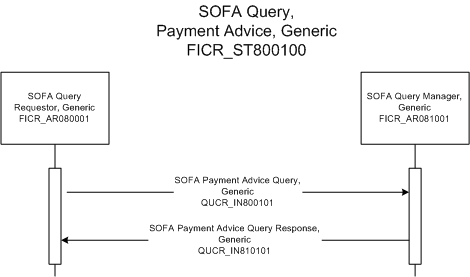 SOFA Query,
Payment Advice, Generic
FICR_ST800100
SOFA Query
Requestor, Generic
FICR_AR080001
SOFA Query Manager,
Generic
FICR_AR081001
SOFA Payment Advice Query,
Generic
QUCR_IN800101
SOFA Payment Advice Query Response,
Generic
QUCR_IN810101